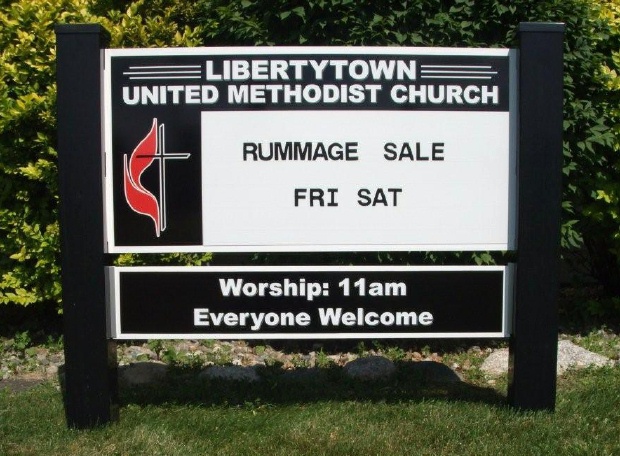 LIBERTYTOWN
UNITED METHODIST CHURCH
RUMMAGE SALE
FRI SAT
Worship: 11am
Everyone Welcome